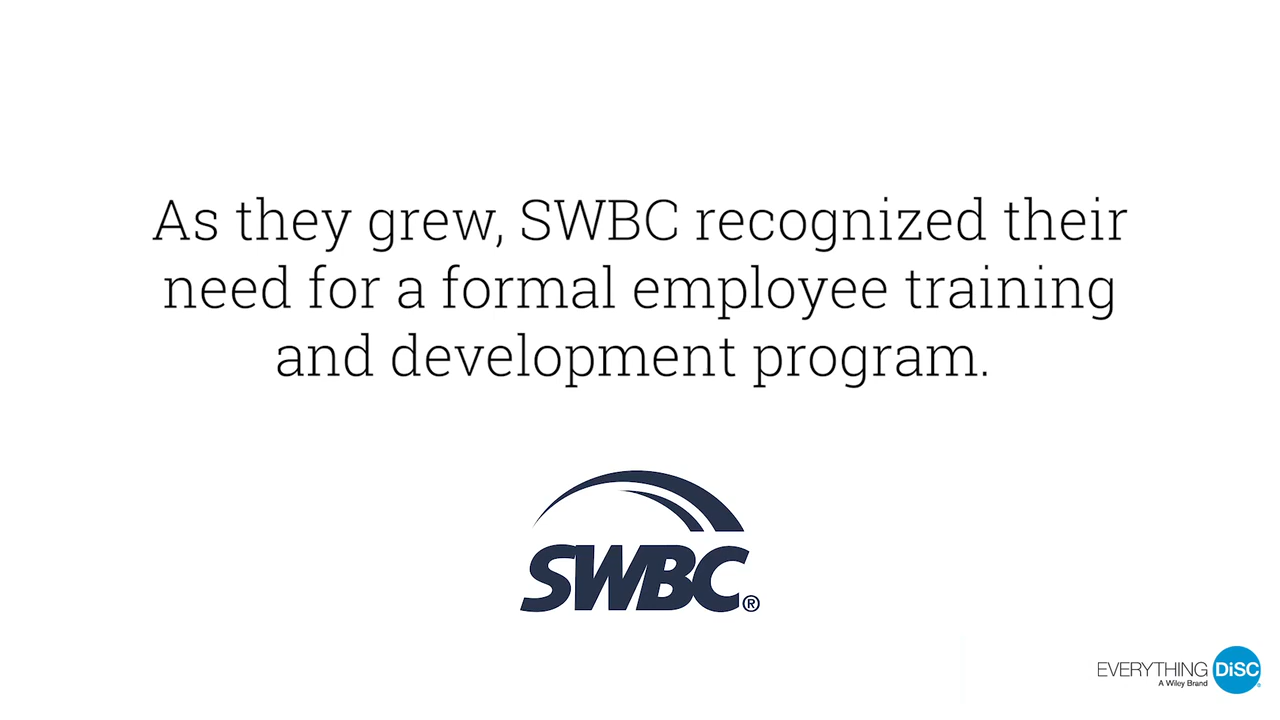 As they grew, SWBC recognized their
need for a formal employee training
and development program.
SWBC®
EVERYTHING DiSC®
A Wiley Brand